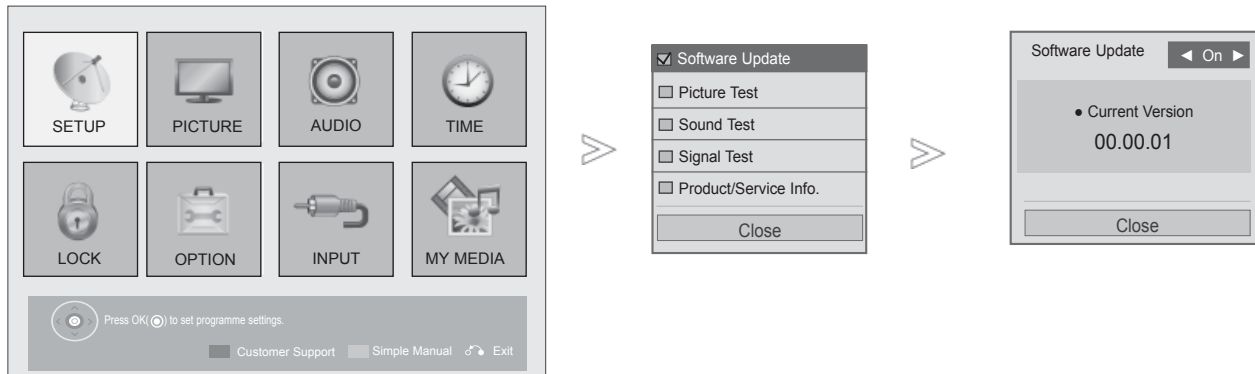 SETUP
PICTURE
AUDIO
TIME
LOCK
OPTION
INPUT
MY MEDIA
Press OK(◉) to set programme settings.
Customer Support Simple Manual Exit
Software Update
Picture Test
Sound Test
Signal Test
Product/Service Info.
Close
Software Update ◄ On ►
● Current Version
00.00.01
Close